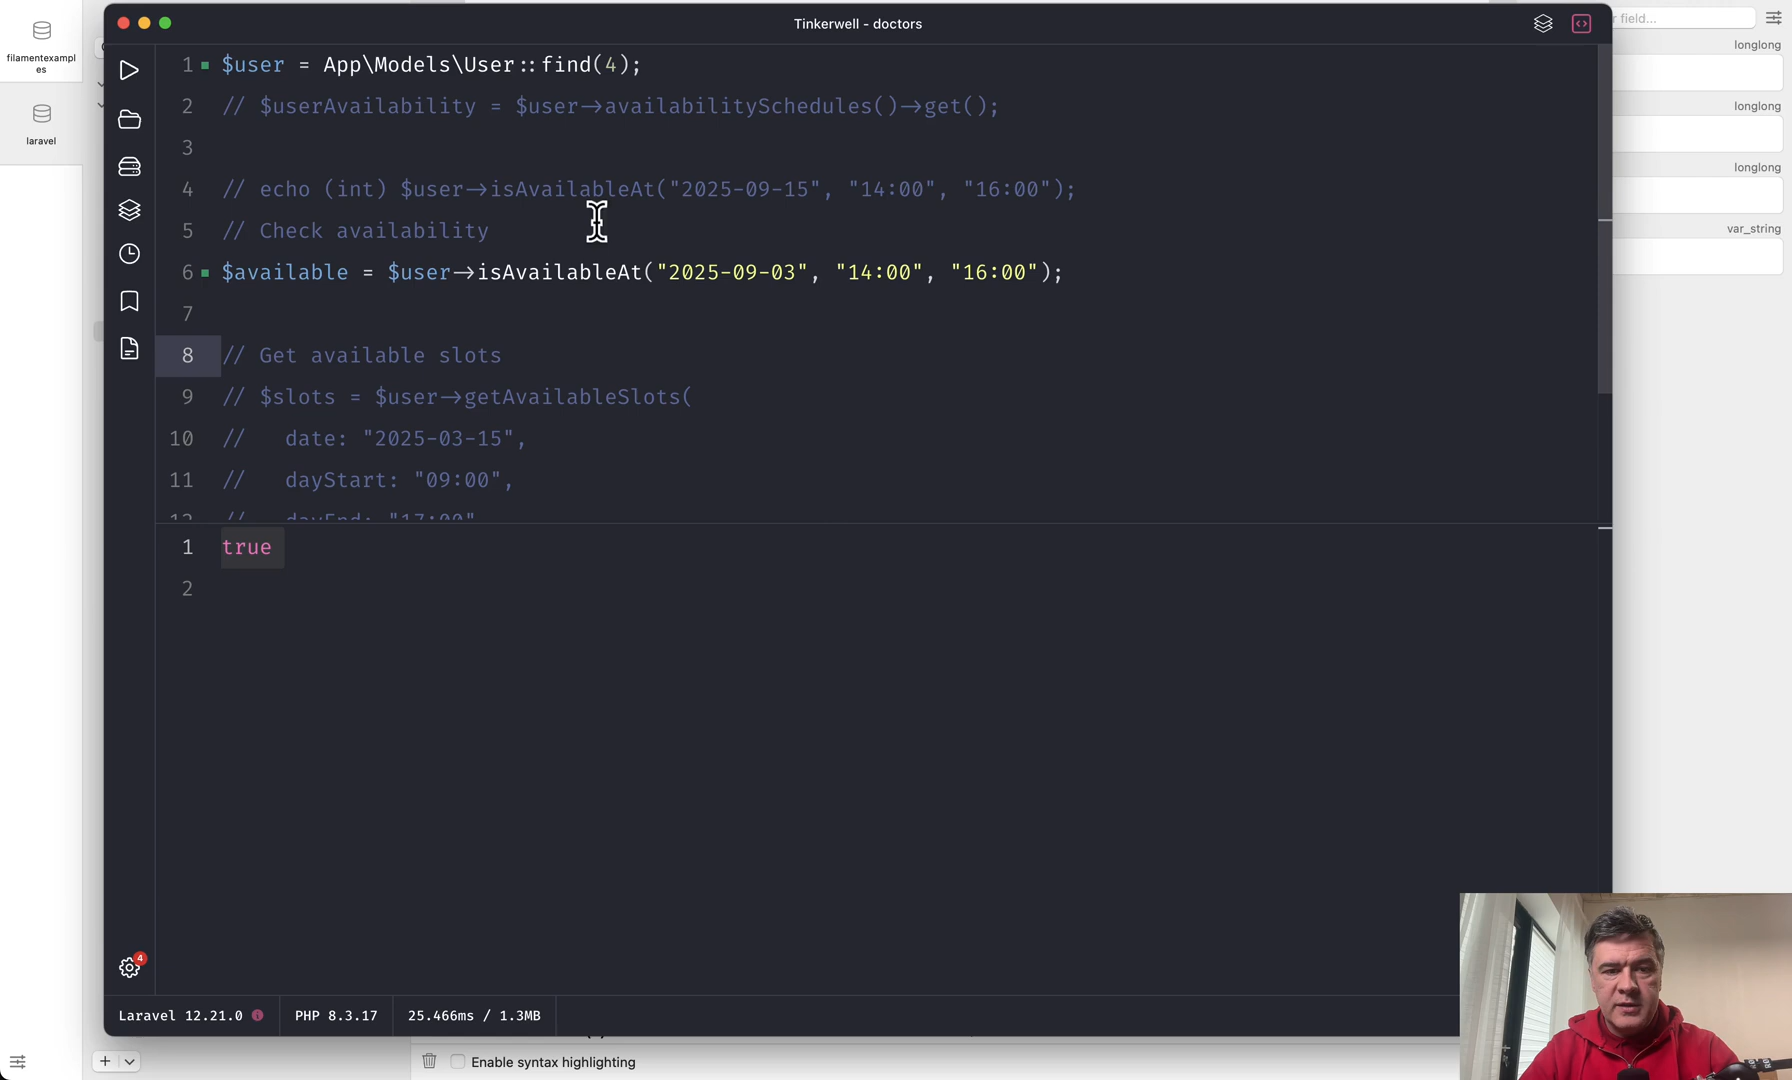 Tinkerwell - doctors
r field...
filamentexampl
es
laravel
longlong
longlong
longlong
var_string
1 $user = App\Models\User::find(4);
2 // $userAvailability = $user->availabilitySchedules()->get();
3
4 // echo (int) $user->isAvailableAt("2025-09-15", "14:00", "16:00");
5 // Check availability
6 $available = $user->isAvailableAt("2025-09-03", "14:00", "16:00");
7
8 // Get available slots
9 // $slots = $user->getAvailableSlots(
10 // date: "2025-03-15",
11 // dayStart: "09:00",
12 // dayEnd: "17:00"
1 true
2
4
Laravel 12.21.0 PHP 8.3.17 25.466ms / 1.3MB
Enable syntax highlighting